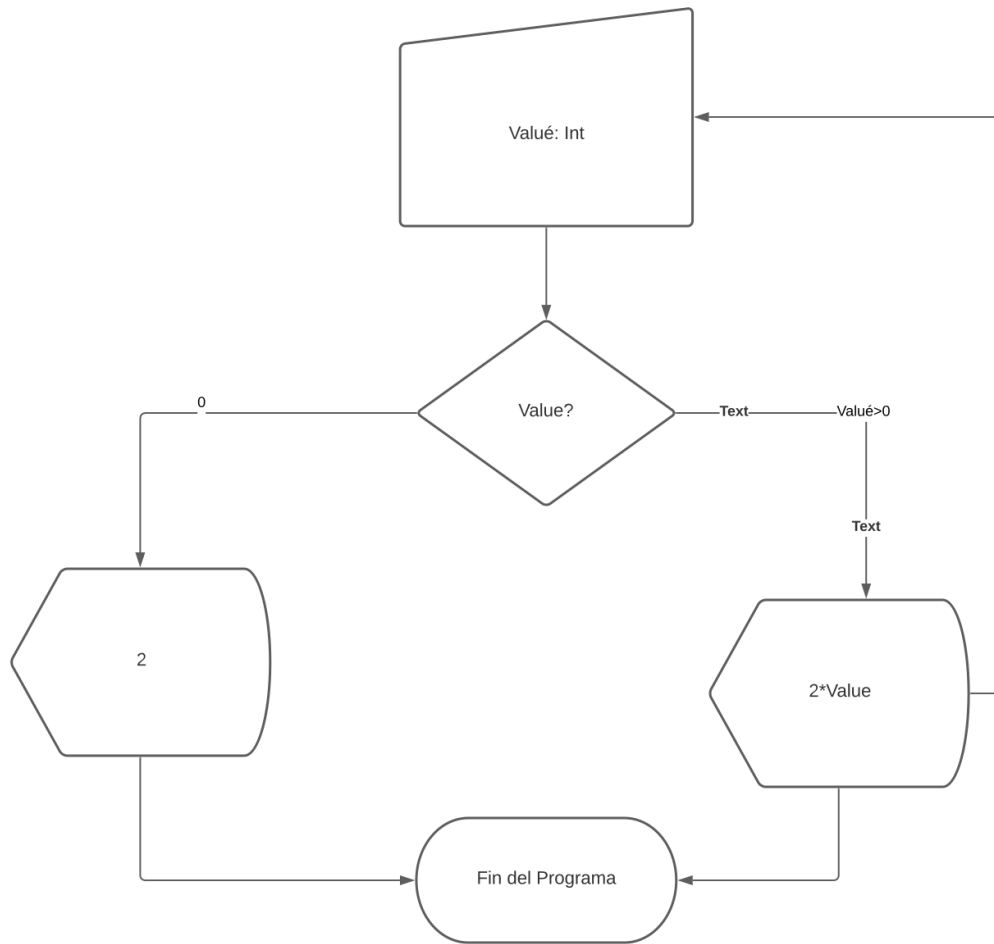 Valué: Int
Value?
0
Text
Valué>0
Text
2
2*Value
Fin del Programa